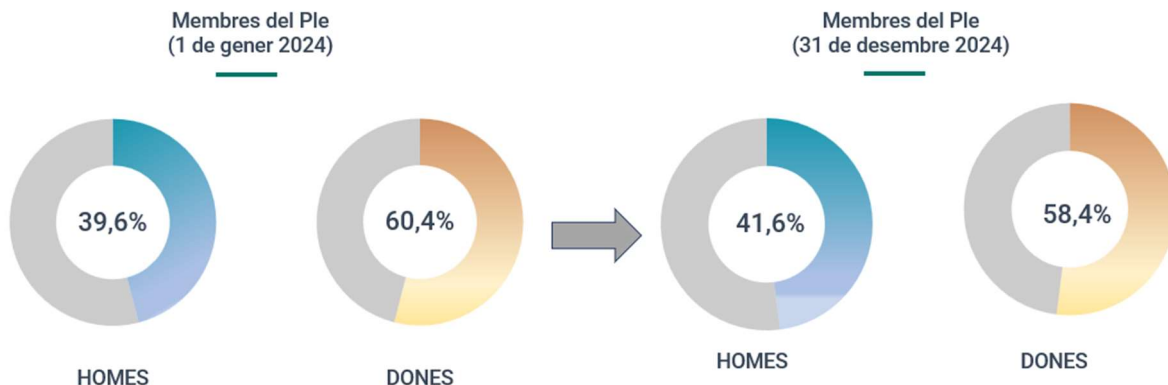 Membres del Ple
(1 de gener 2024)
39,6%
HOMES
60,4%
DONES
Membres del Ple
(31 de desembre 2024)
41,6%
HOMES
58,4%
DONES